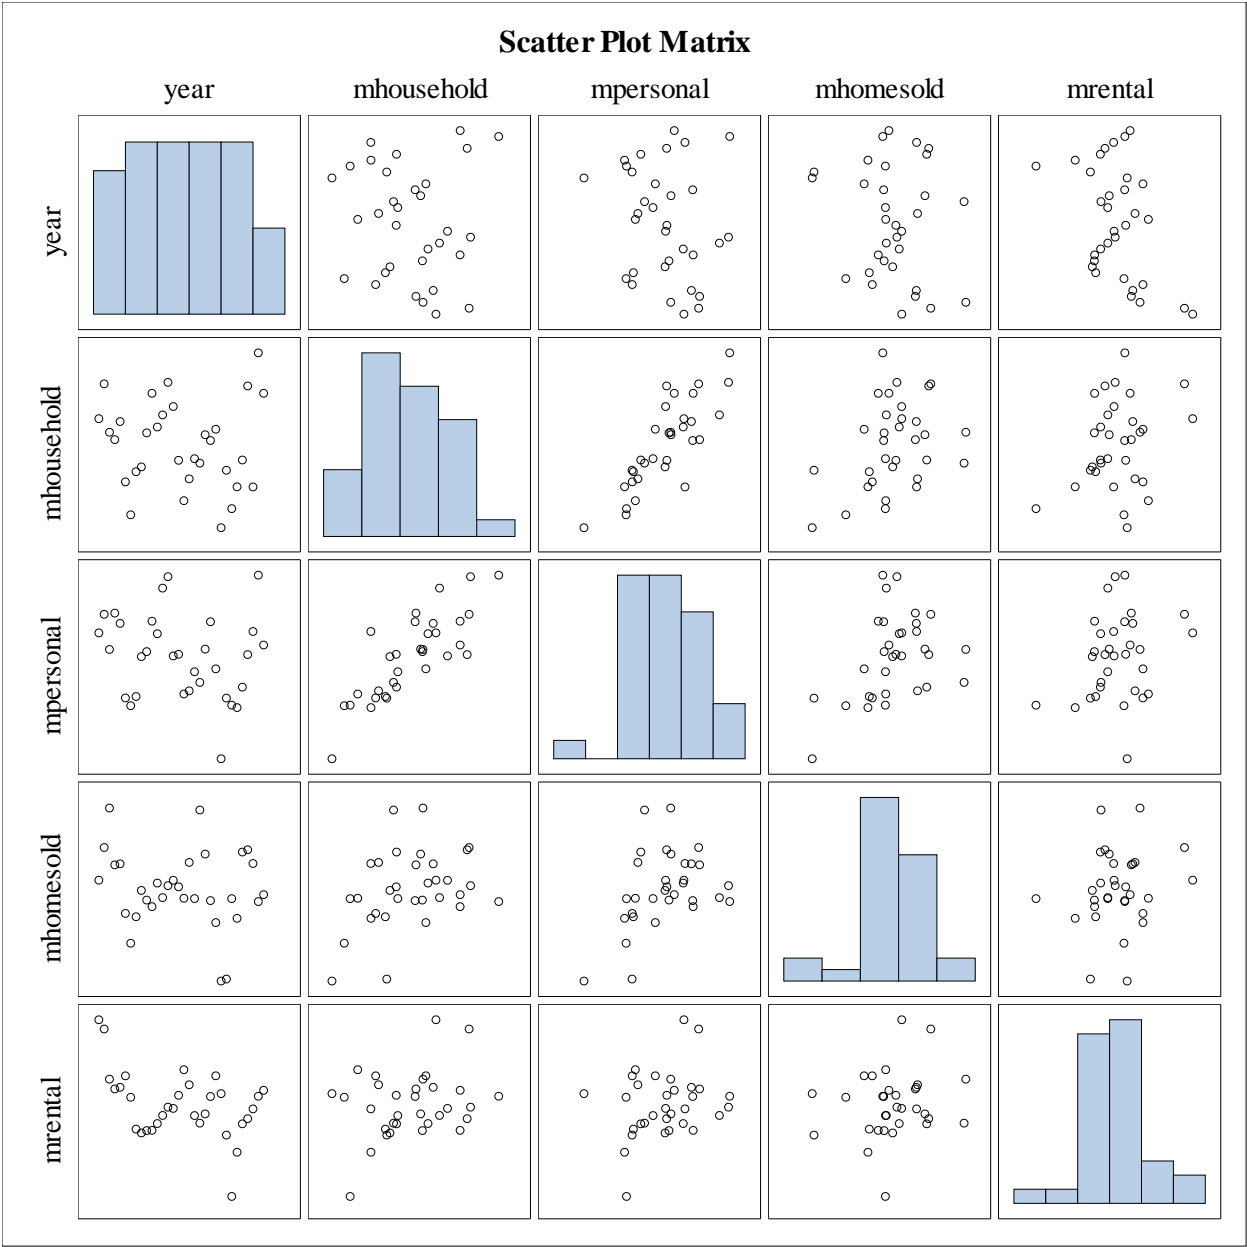 Scatter Plot Matrix
year mhousehold mpersonal mhomesold mrental
year
mhousehold
mpersonal
mhomesold
mrental